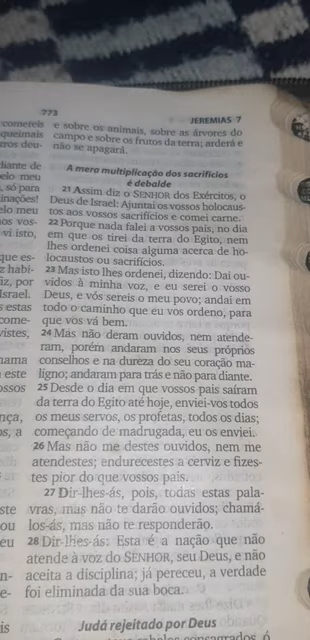 773
JEREMIAS 7
cometeis
queimais
diante de
elo meu
, só para
elo meu
vi isto,
e sobre os animais, sobre as árvores do
campo e sobre os frutos da terra; arderá e
não se apagará.
A mera multiplicação dos sacrifícios
é debalde
21 Assim diz o SENHOR dos Exércitos, o
Deus de Israel: Ajuntai os vossos holocaus-
tos aos vossos sacrifícios e comei carne.
22 Porque nada falei a vossos pais, no dia
em que os tirei da terra do Egito, nem
lhes ordenei coisa alguma acerca de ho-
locaustos ou sacrifícios.
23 Mas isto lhes ordenei, dizendo: Dai ou-
vidos à minha voz, e eu serei o vosso
Deus, e vós sereis o meu povo; andai em
todo o caminho que eu vos ordeno, para
que vos vá bem.
24 Mas não deram ouvidos, nem atende-
ram, porém andaram nos seus próprios
conselhos e na dureza do seu coração ma-
ligno; andaram para trás e não para diante.
25 Desde o dia em que vossos pais saíram
da terra do Egito até hoje, enviei-vos todos
os meus servos, os profetas, todos os dias;
começando de madrugada, eu os enviei.
26 Mas não me destes ouvidos, nem me
atendestes; endurecestes a cerviz e fizes-
tes pior do que vossos pais.
27 Dir-lhes-ás, pois, todas estas pala-
vras, mas não te darão ouvidos; chamá-
los-ás, mas não te responderão.
28 Dir-lhes-ás: Esta é a nação que não
atende à voz do SENHOR, seu Deus, e não
aceita a disciplina; já pereceu, a verdade
foi eliminada da sua boca.
Judá rejeitado por Deus